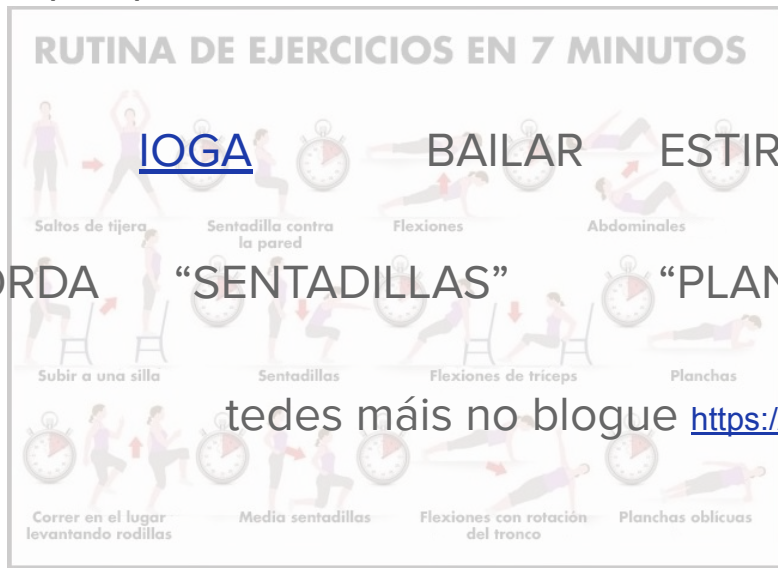 RUTINA DE EJERCICIOS EN 7 MINUTOS
IOGA BAILAR ESTIR
Saltos de tijera Sentadilla contra la pared Flexiones Abdominales
ORDA “SENTADILLAS” “PLAN
Subir a una silla Sentadillas Flexiones de tríceps Planchas
tedes máis no blogue https:/
Correr en el lugar levantando rodillas Media sentadillas Flexiones con rotación del tronco Planchas oblícuas